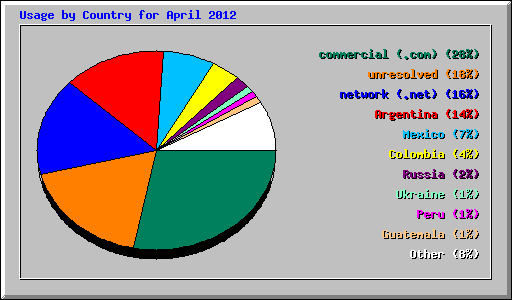 Usage by Country for April 2012
commercial (.com) (28%)
unresolved (18%)
network (.net) (16%)
Argentina (14%)
Mexico (7%)
Colombia (4%)
Russia (2%)
Ukraine (1%)
Peru (1%)
Guatemala (1%)
Other (8%)